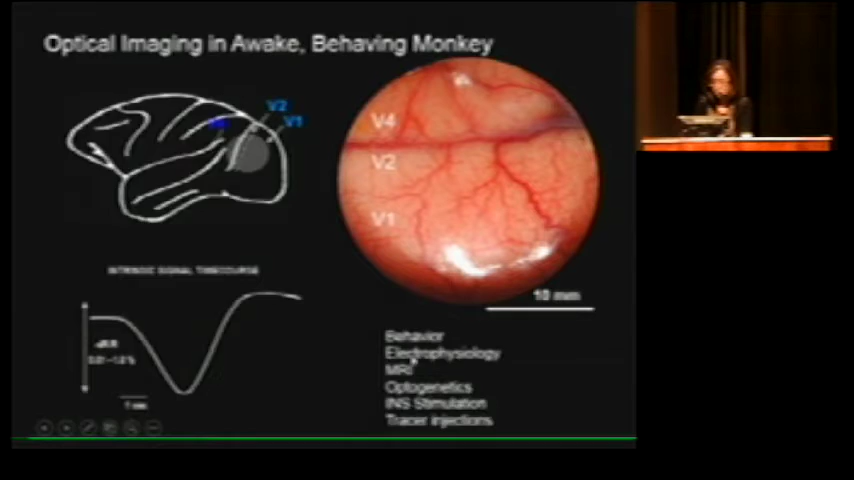 Optical Imaging in Awake, Behaving Monkey
V2
V1
V4
V2
V1
INTRINSIC SIGNAL TIMECOURSE
10 mm
Behavior
Electrophysiology
MRI
Optogenetics
INS Stimulation
Tracer injections